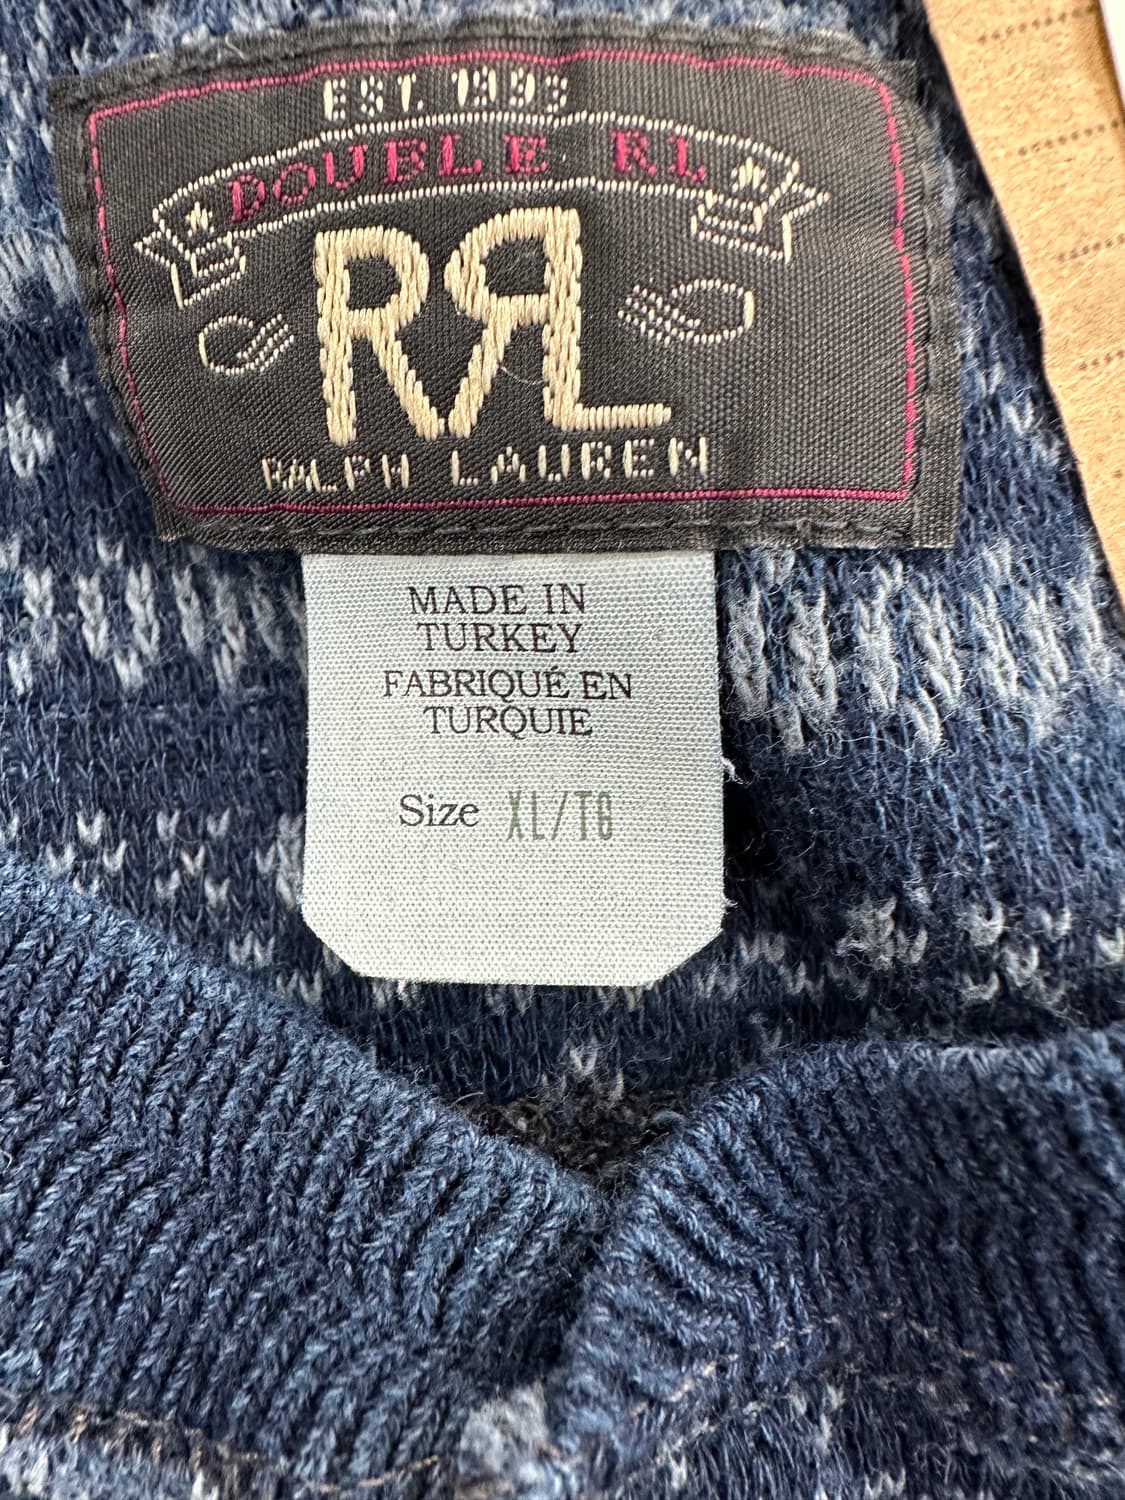 EST. 1993
DOUBLE RL
RRL
RALPH LAUREN
MADE IN
TURKEY
FABRIQUÉ EN
TURQUIE
Size XL/TG